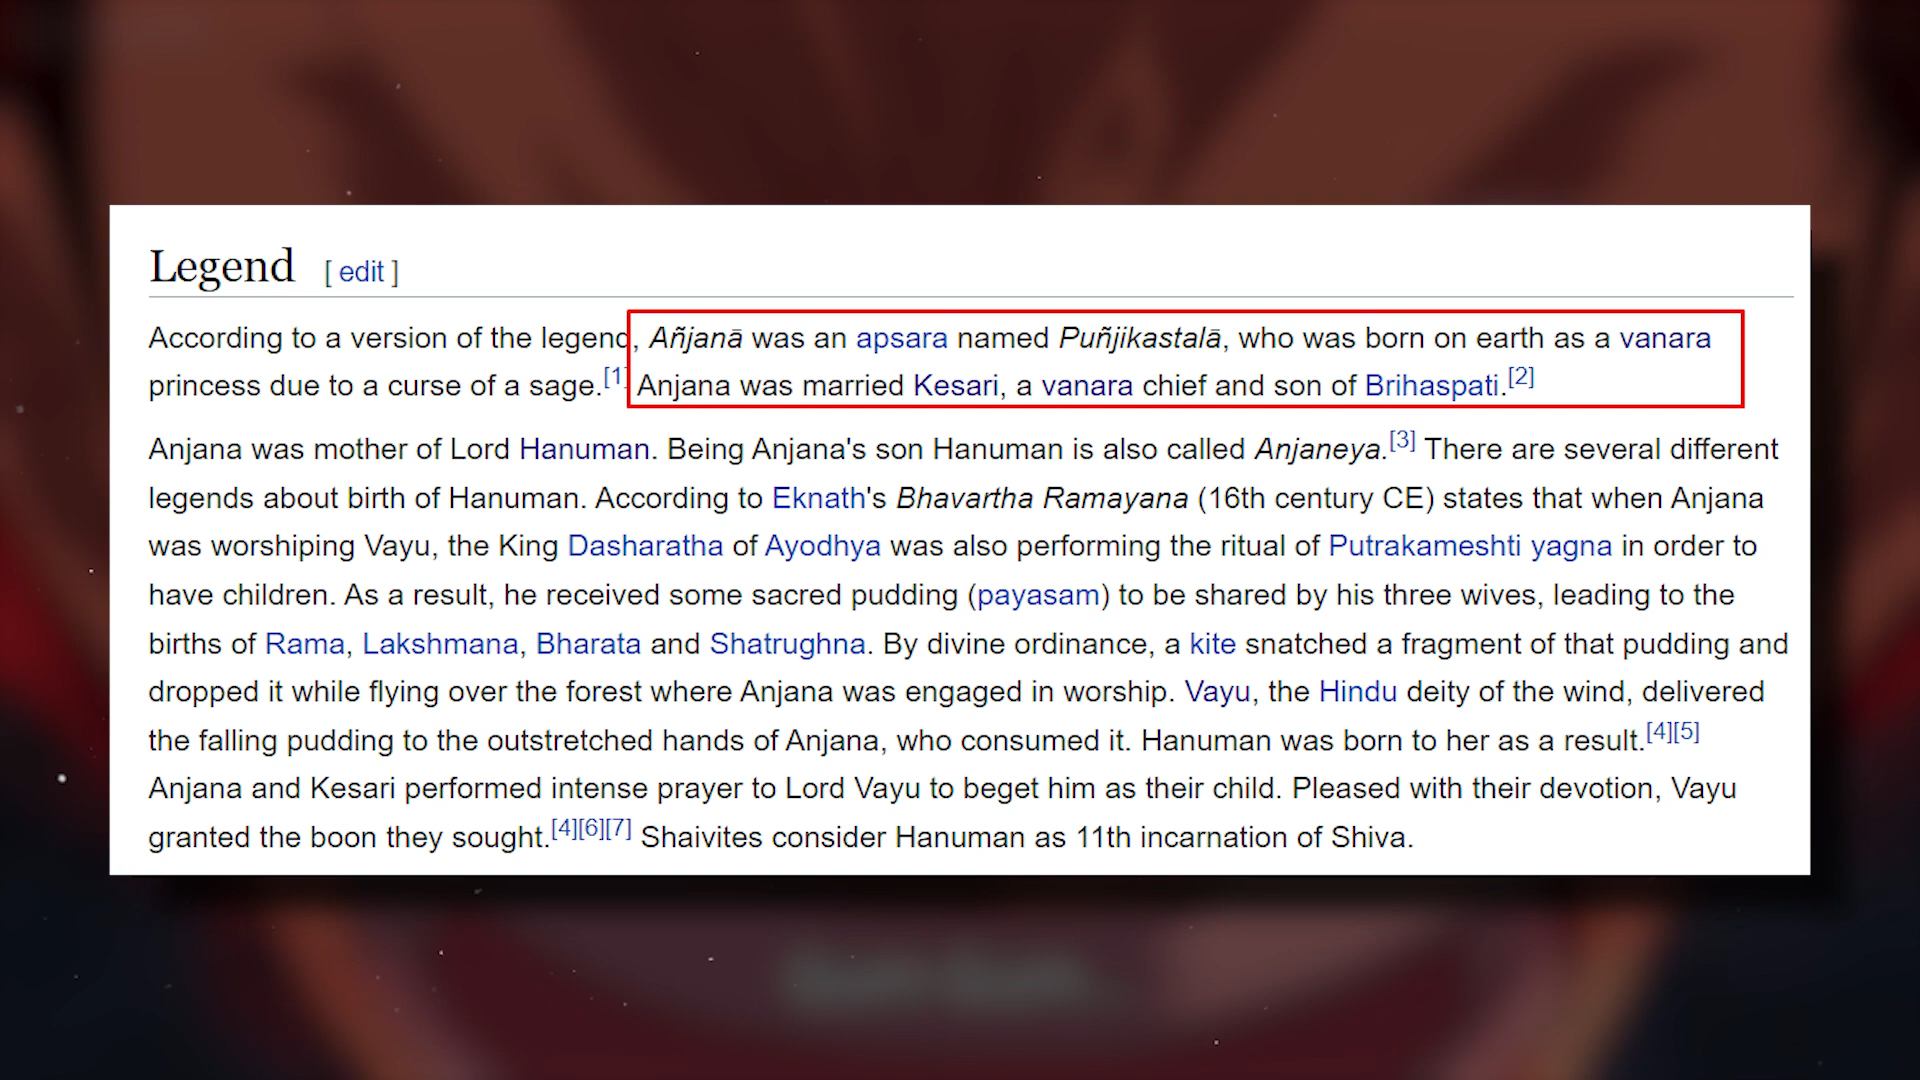 Legend [ edit ]
According to a version of the legend, Añjanā was an apsara named Puñjikastalā, who was born on earth as a vanara
princess due to a curse of a sage.[1] Anjana was married Kesari, a vanara chief and son of Brihaspati.[2]
Anjana was mother of Lord Hanuman. Being Anjana's son Hanuman is also called Anjaneya.[3] There are several different
legends about birth of Hanuman. According to Eknath's Bhavartha Ramayana (16th century CE) states that when Anjana
was worshiping Vayu, the King Dasharatha of Ayodhya was also performing the ritual of Putrakameshti yagna in order to
have children. As a result, he received some sacred pudding (payasam) to be shared by his three wives, leading to the
births of Rama, Lakshmana, Bharata and Shatrughna. By divine ordinance, a kite snatched a fragment of that pudding and
dropped it while flying over the forest where Anjana was engaged in worship. Vayu, the Hindu deity of the wind, delivered
the falling pudding to the outstretched hands of Anjana, who consumed it. Hanuman was born to her as a result.[4][5]
Anjana and Kesari performed intense prayer to Lord Vayu to beget him as their child. Pleased with their devotion, Vayu
granted the boon they sought.[4][6][7] Shaivites consider Hanuman as 11th incarnation of Shiva.